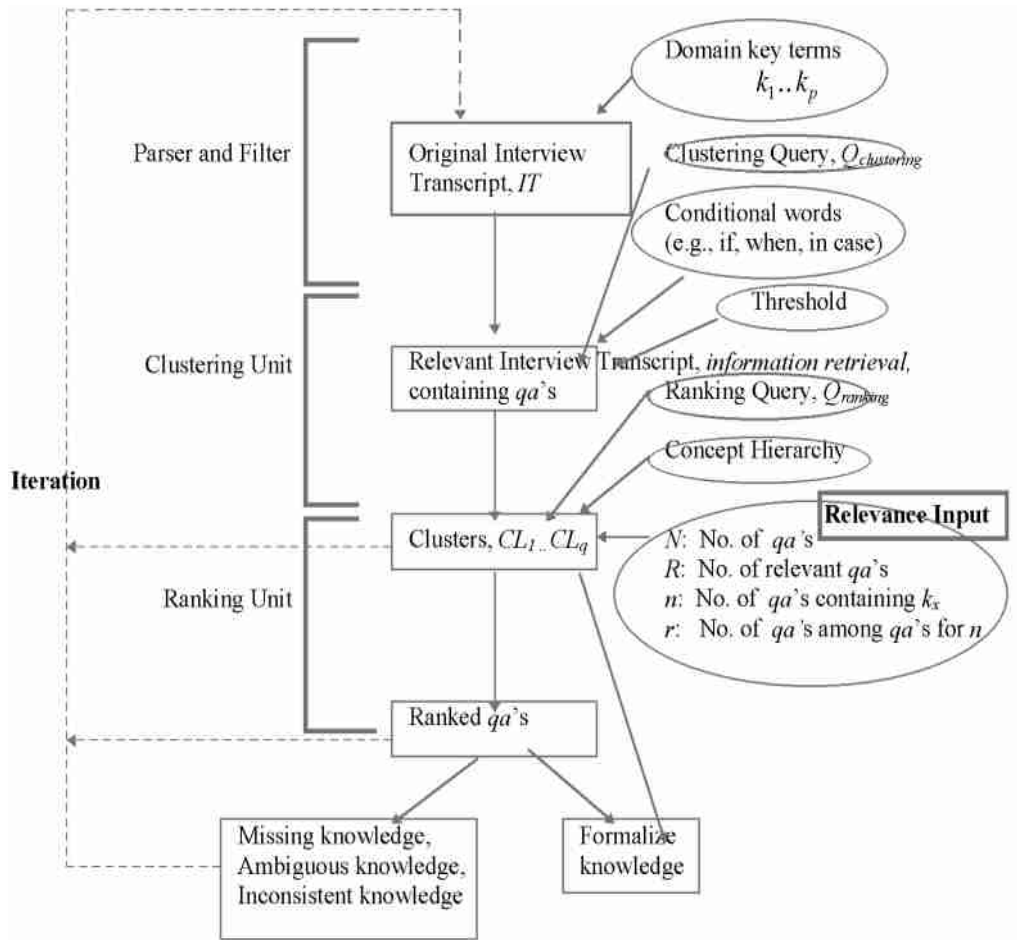 Domain key terms
k1..kp
Parser and Filter
Original Interview
Transcript, IT
Clustering Query, Qclustering
Conditional words
(e.g., if, when, in case)
Threshold
Clustering Unit
Relevant Interview Transcript, information retrieval,
containing qa's
Ranking Query, Qranking
Concept Hierarchy
Iteration
Relevance Input
Clusters, CL1.. CLq
N: No. of qa's
R: No. of relevant qa's
n: No. of qa's containing kx
r: No. of qa's among qa's for n
Ranking Unit
Ranked qa's
Missing knowledge,
Ambiguous knowledge,
Inconsistent knowledge
Formalize
knowledge